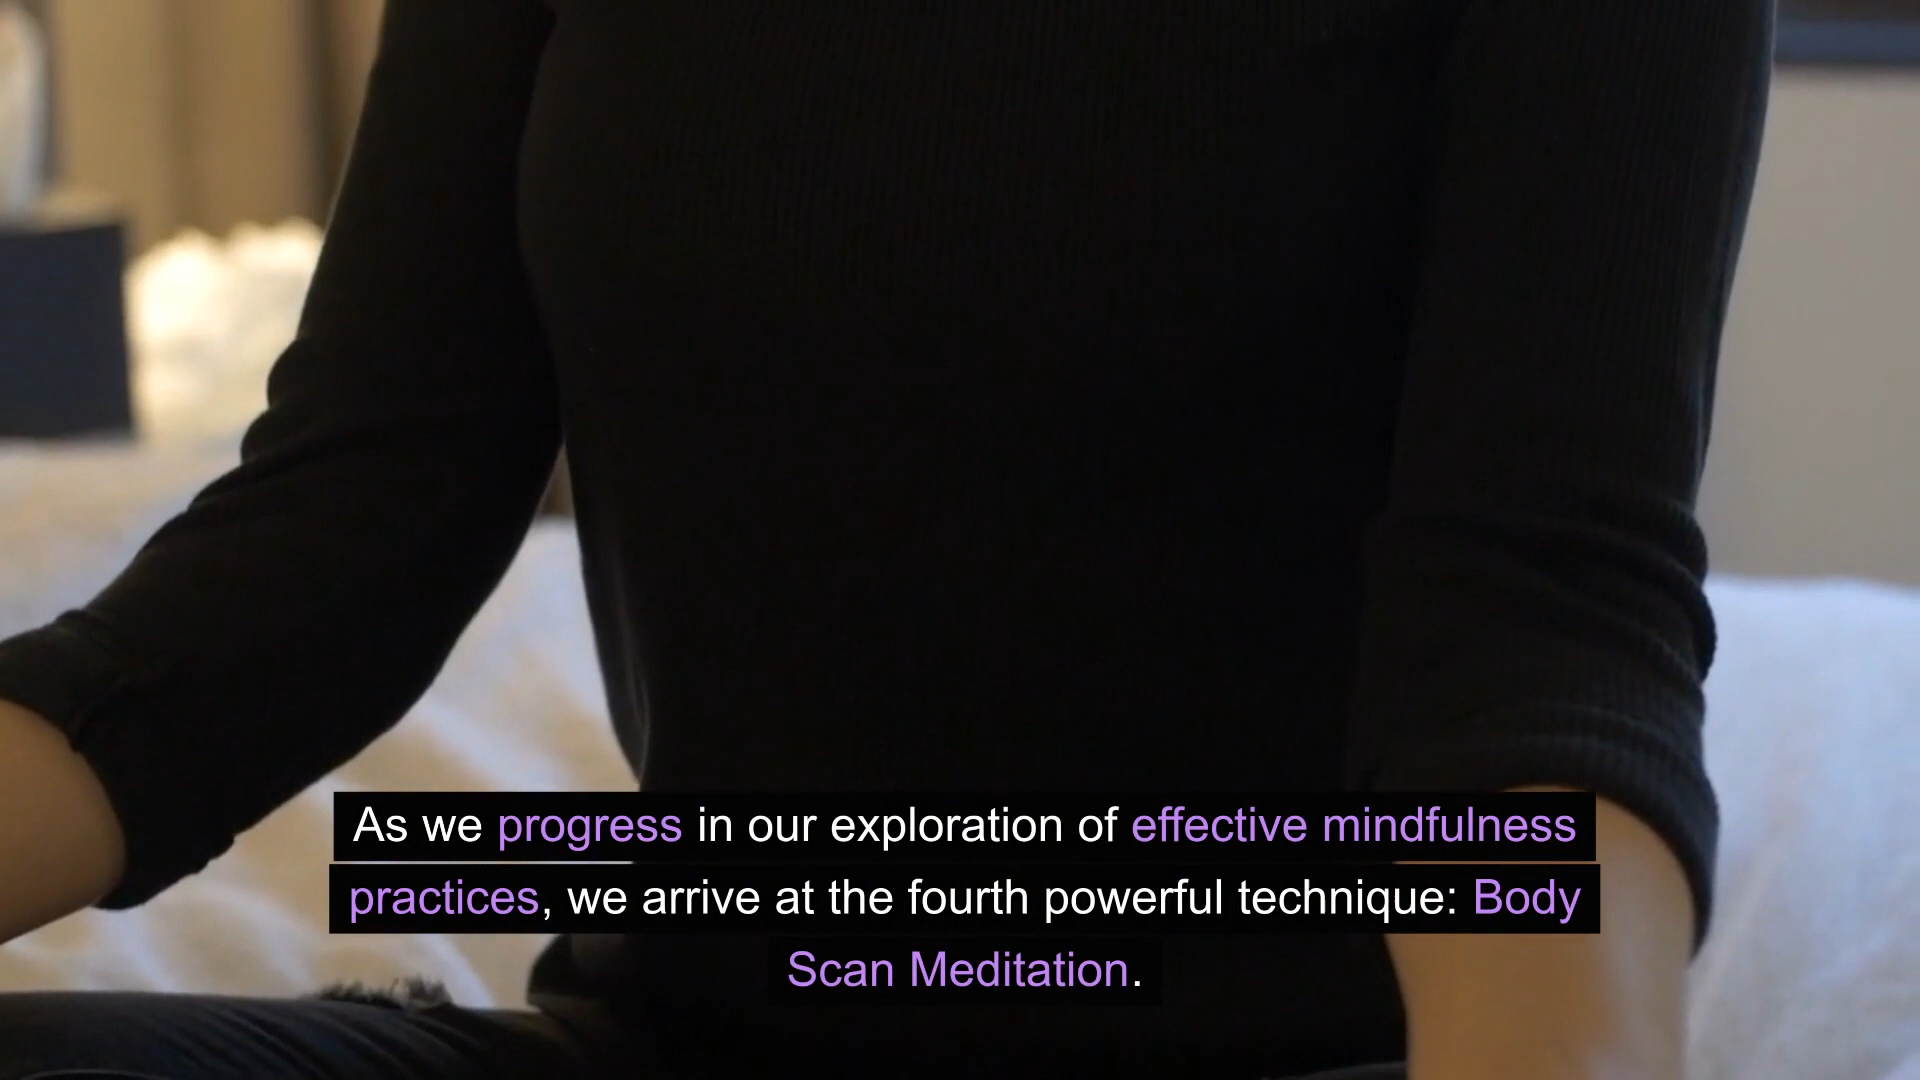 As we progress in our exploration of effective mindfulness
practices, we arrive at the fourth powerful technique: Body
Scan Meditation.